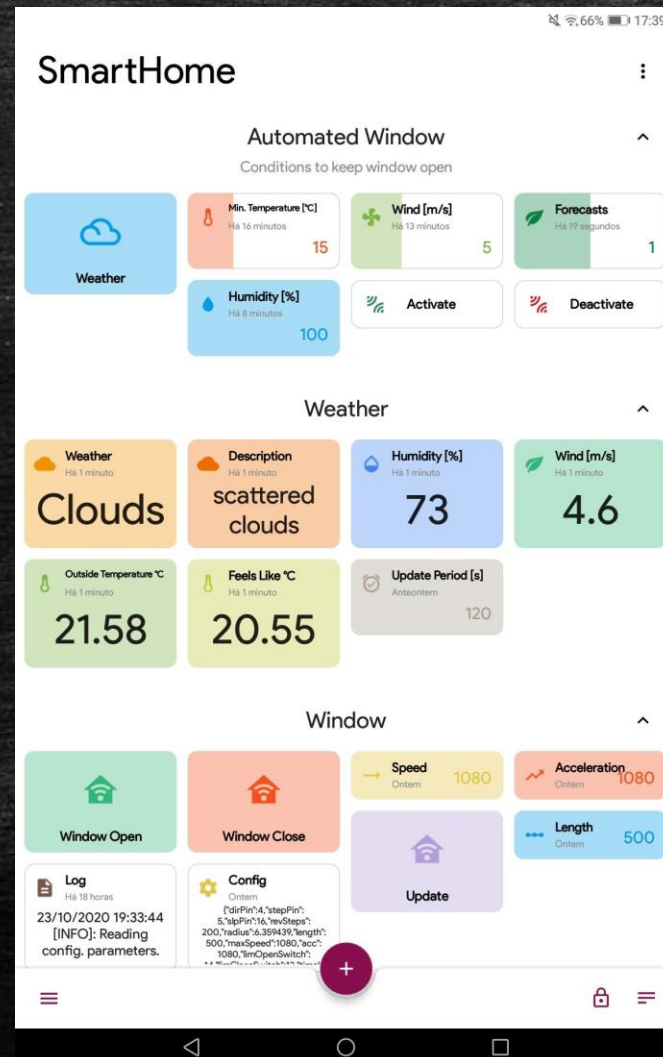 66% 17:39
SmartHome
Automated Window
Conditions to keep window open
Weather
Min. Temperature [°C]
Há 16 minutos
15
Wind [m/s]
Há 13 minutos
5
Forecasts
Há 19 segundos
1
Humidity [%]
Há 8 minutos
100
Activate
Deactivate
Weather
Weather
Há 1 minuto
Clouds
Description
Há 1 minuto
scattered
clouds
Humidity [%]
Há 1 minuto
73
Wind [m/s]
Há 1 minuto
4.6
Outside Temperature °C
Há 1 minuto
21.58
Feels Like °C
Há 1 minuto
20.55
Update Period [s]
Anteontem
120
Window
Window Open
Window Close
Speed
Ontem
1080
Acceleration
Ontem
1080
Update
Length
Ontem
500
Log
Há 18 horas
23/10/2020 19:33:44
[INFO]: Reading
config. parameters.
Config
Ontem
{"dirPin":4,"stepPin":
5,"slpPin":16,"revSteps":
200,"radius":6.359439,"length":
500,"maxSpeed":1080,"acc":
1080,"limOpenSwitch":
+